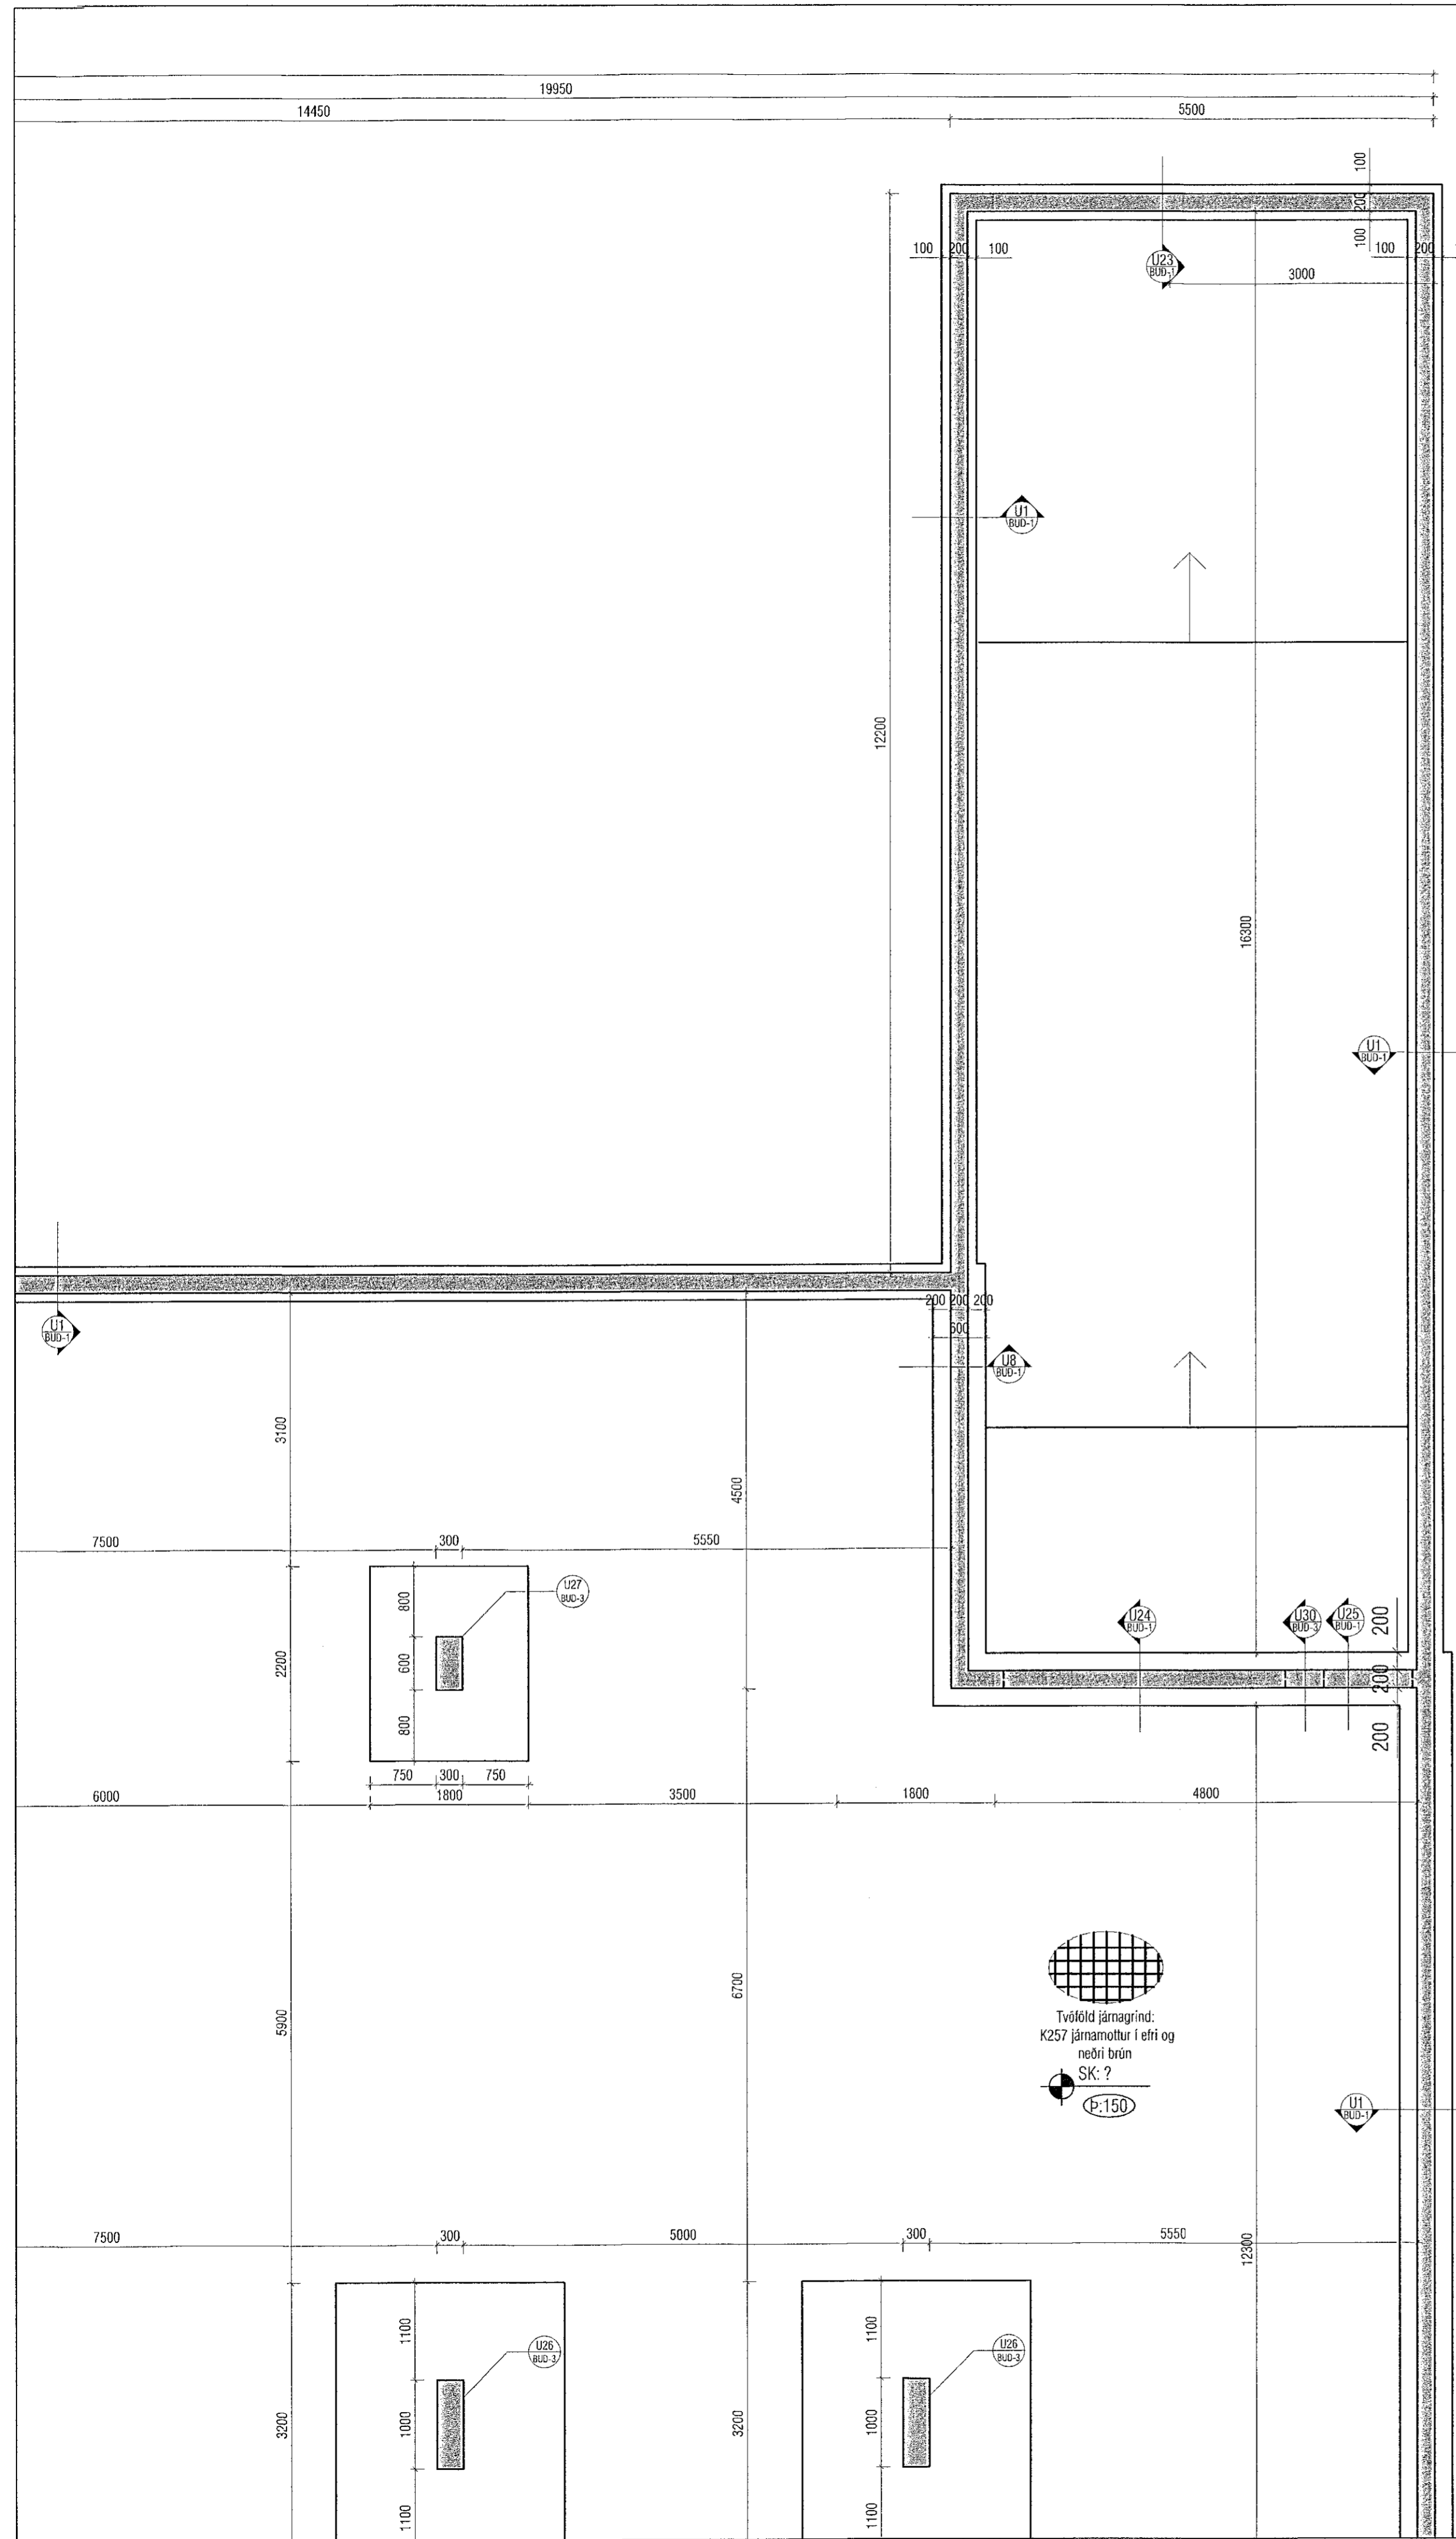 19950
14450
5500
100
200
100
100
200
100
100
200
U23
BUD-1
3000
U1
BUD-1
12200
16300
U1
BUD-1
200
200
200
600
U1
BUD-1
U8
BUD-1
3100
4500
7500
300
5550
U27
BUD-3
800
600
800
2200
U24
BUD-1
U30
BUD-3
U25
BUD-1
200
200
200
750
300
750
6000
1800
3500
1800
4800
5900
6700
Tvöföld járnagrind:
K257 járnamottur í efri og
neðri brún
SK: ?
Þ:150
U1
BUD-1
7500
300
5000
300
5550
12300
1100
1100
U26
BUD-3
U26
BUD-3
3200
1000
3200
1000
1100
1100